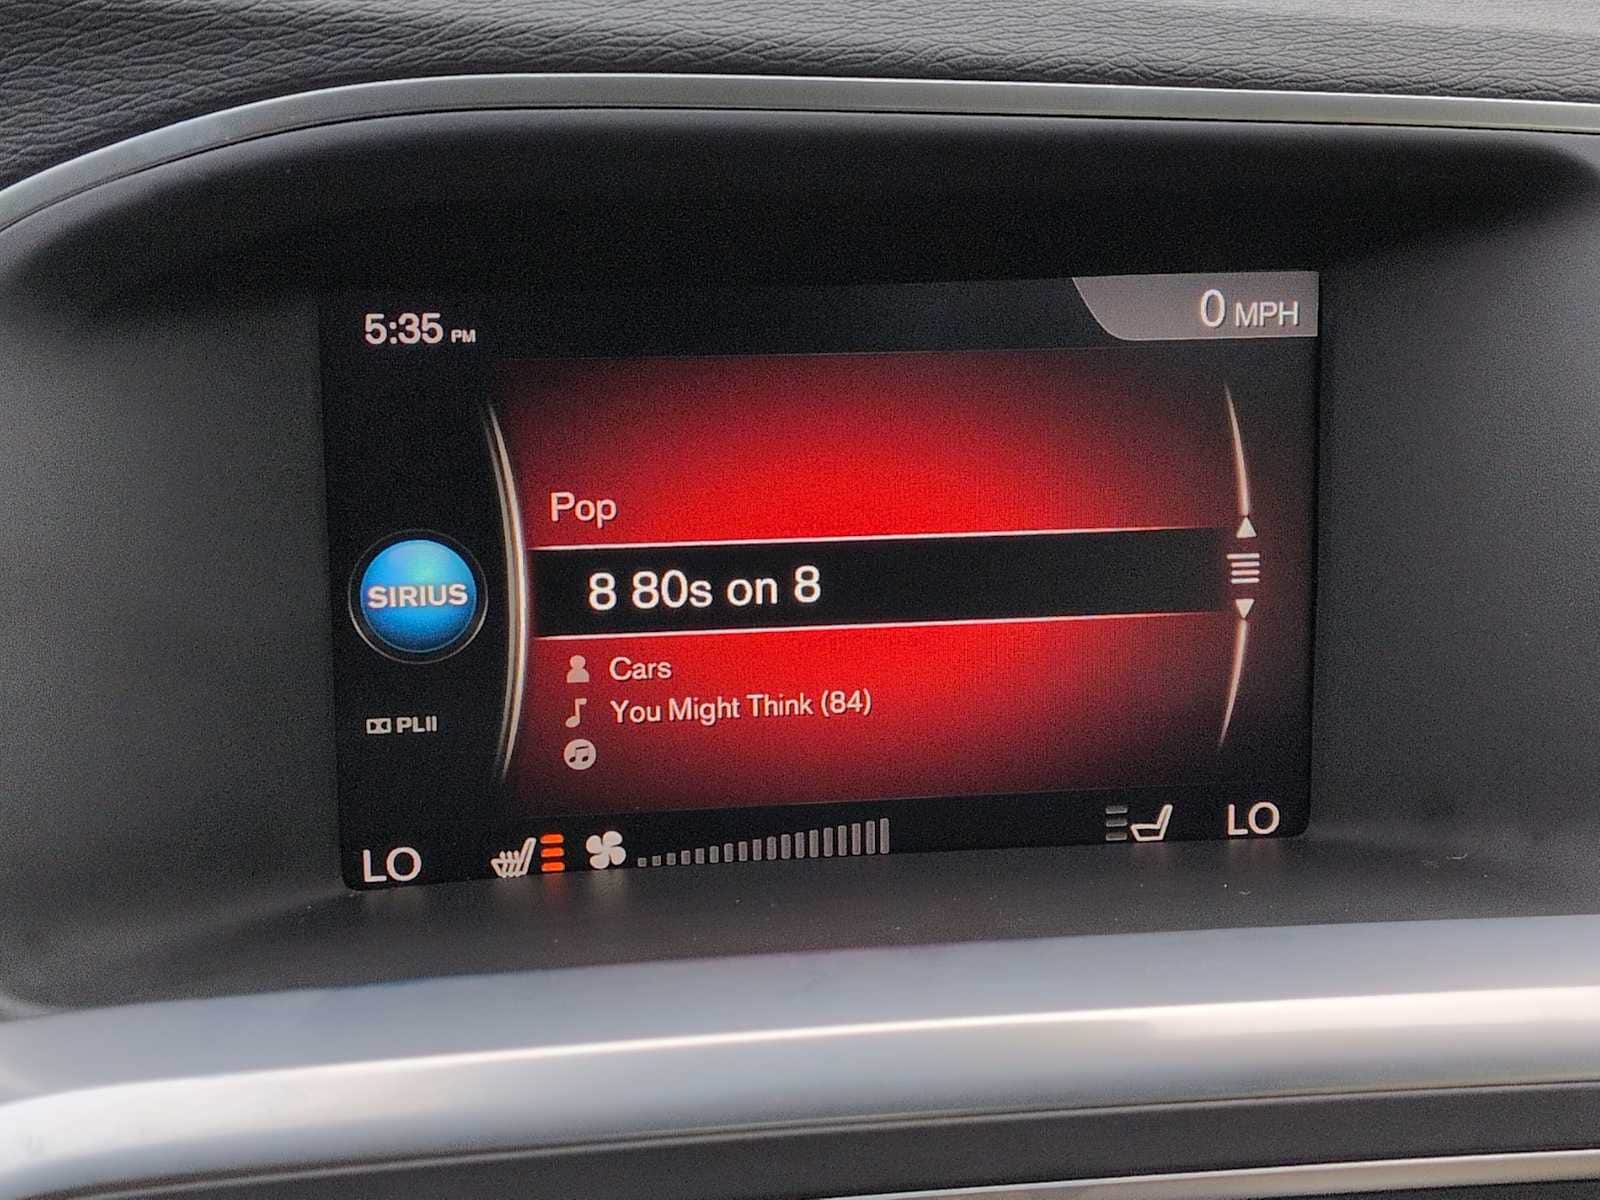 5:35 PM
0 MPH
Pop
8 80s on 8
SIRIUS
Cars
You Might Think (84)
PLII
LO
LO